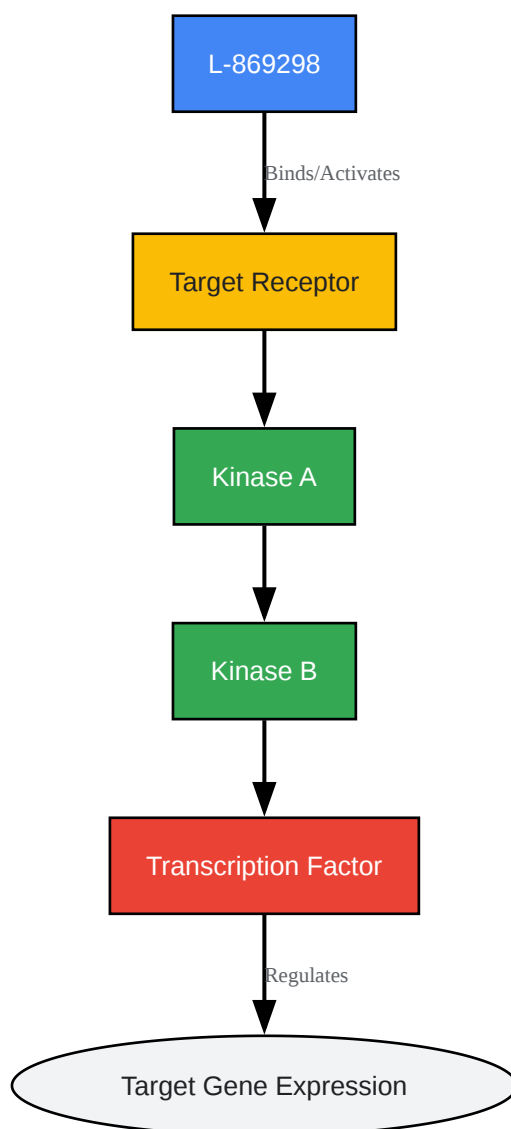 L-869298
Binds/Activates
Target Receptor
Kinase A
Kinase B
Transcription Factor
Regulates
Target Gene Expression